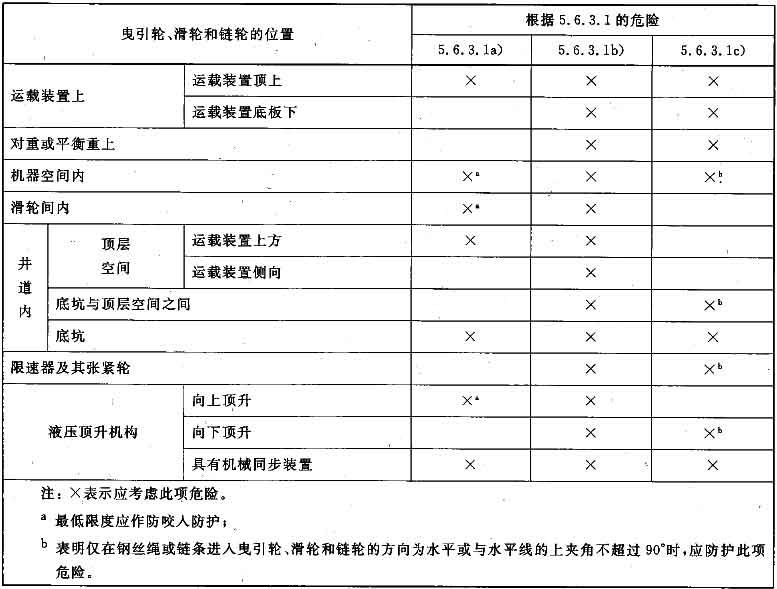 曳引轮、滑轮和链轮的位置 根据5.6.3.1的危险
5.6.3.1a) 5.6.3.1b) 5.6.3.1c)
运载装置上 运载装置顶上 × × ×
运载装置底板下 × ×
对重或平衡重上 × ×
机器空间内 ×a × ×b
滑轮间内 ×a ×
井道内 顶层空间 运载装置上方 × ×
运载装置侧向 ×
底坑与顶层空间之间 × ×b
底坑 × × ×
限速器及其张紧轮 × ×b
液压顶升机构 向上顶升 ×a ×
向下顶升 × ×b
具有机械同步装置 × × ×
注:×表示应考虑此项危险。
a 最低限度应作防咬入防护;
b 表明仅在钢丝绳或链条进入曳引轮、滑轮和链轮的方向为水平或与水平线的上夹角不超过90°时,应防护此项
危险。